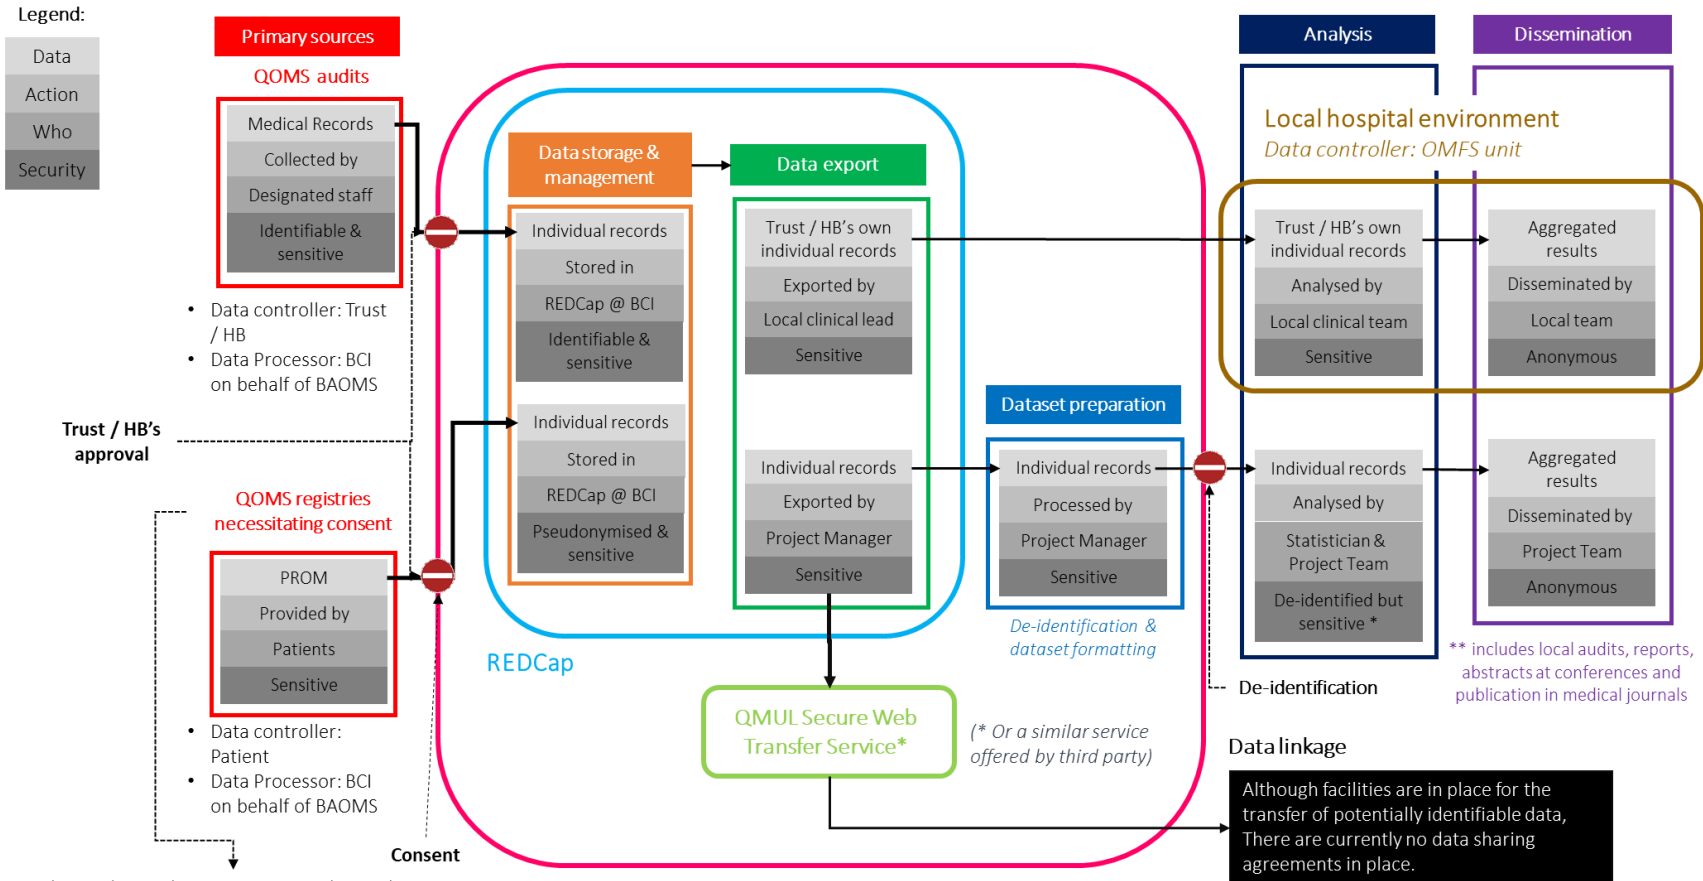 Legend:
Data
Action
Who
Security
Primary sources
QOMS audits
Medical Records
Collected by
Designated staff
Identifiable &
sensitive
• Data controller: Trust
/ HB
• Data Processor: BCI
on behalf of BAOMS
Trust / HB's
approval
QOMS registries
necessitating consent
PROM
Provided by
Patients
Sensitive
• Data controller:
Patient
• Data Processor: BCI
on behalf of BAOMS
Consent
Data storage &
management
Individual records
Stored in
REDCap @ BCI
Identifiable &
sensitive
Individual records
Stored in
REDCap @ BCI
Pseudonymised &
sensitive
REDCap
Data export
Trust / HB's own
individual records
Exported by
Local clinical lead
Sensitive
Individual records
Exported by
Project Manager
Sensitive
QMUL Secure Web
Transfer Service*
(* Or a similar service
offered by third party)
Dataset preparation
Individual records
Processed by
Project Manager
Sensitive
De-identification &
dataset formatting
De-identification
Analysis
Dissemination
Local hospital environment
Data controller: OMFS unit
Trust / HB's own
individual records
Analysed by
Local clinical team
Sensitive
Aggregated
results
Disseminated by
Local team
Anonymous
Individual records
Analysed by
Statistician &
Project Team
De-identified but
sensitive *
Aggregated
results
Disseminated by
Project Team
Anonymous
** includes local audits, reports,
abstracts at conferences and
publication in medical journals
Data linkage
Although facilities are in place for the
transfer of potentially identifiable data,
There are currently no data sharing
agreements in place.